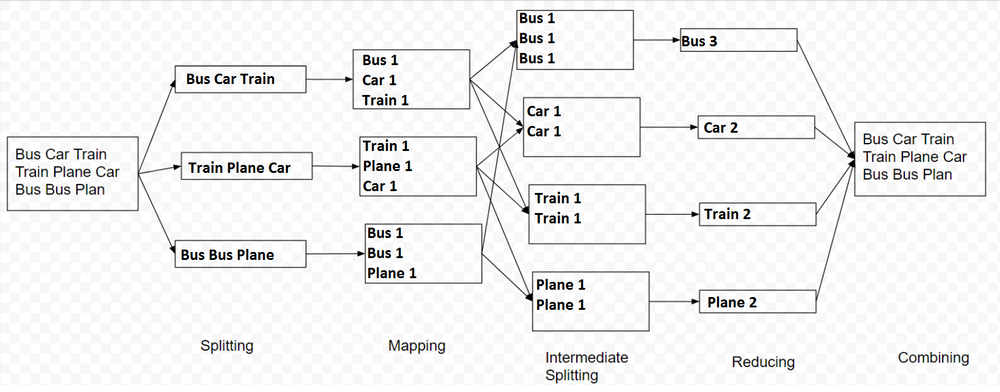 Bus Car Train
Train Plane Car
Bus Bus Plan
Bus Car Train
Train Plane Car
Bus Bus Plane
Splitting
Bus 1
Car 1
Train 1
Train 1
Plane 1
Car 1
Bus 1
Bus 1
Plane 1
Mapping
Bus 1
Bus 1
Bus 1
Car 1
Car 1
Train 1
Train 1
Plane 1
Plane 1
Intermediate
Splitting
Bus 3
Car 2
Train 2
Plane 2
Reducing
Bus Car Train
Train Plane Car
Bus Bus Plan
Combining